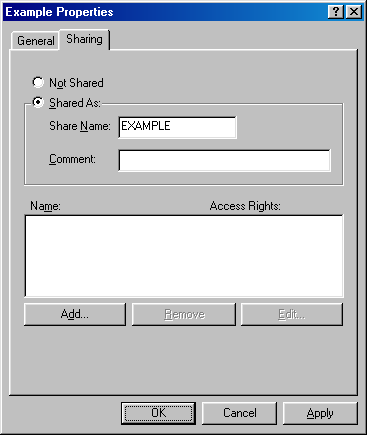 Example Properties
General Sharing
Not Shared
Shared As:
Share Name: EXAMPLE
Comment:
Name: Access Rights:
Add... Remove Edit...
OK Cancel Apply